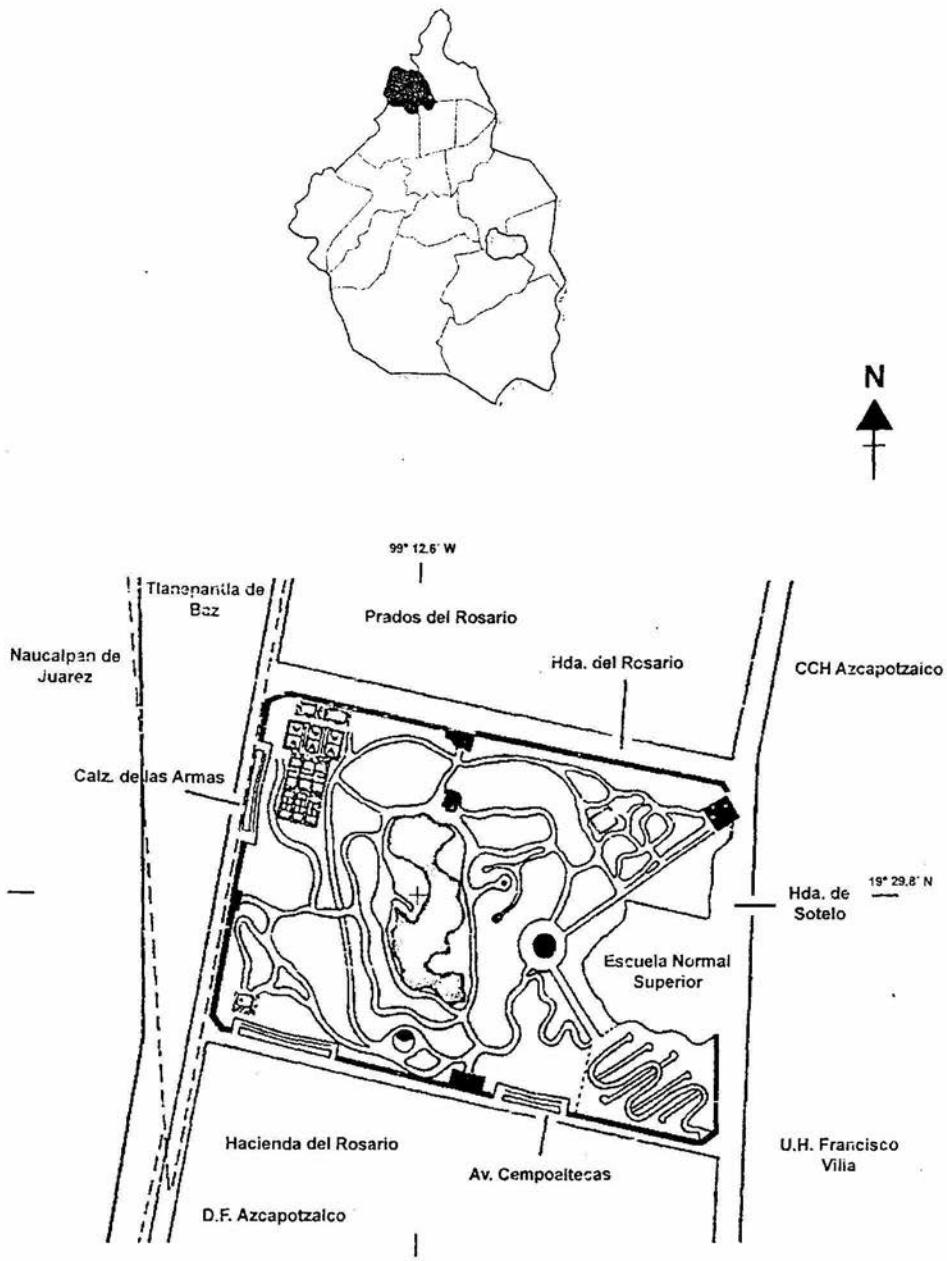 N
99° 12.6' W
Tlanepantla de
Baz
Prados del Rosario
Naucalpan de
Juarez
Hda. del Rosario
CCH Azcapotzalco
Calz. de las Armas
19° 29.8' N
Hda. de
Sotelo
Escuela Normal
Superior
Hacienda del Rosario
U.H. Francisco
Villa
Av. Cempoaltecas
D.F. Azcapotzalco